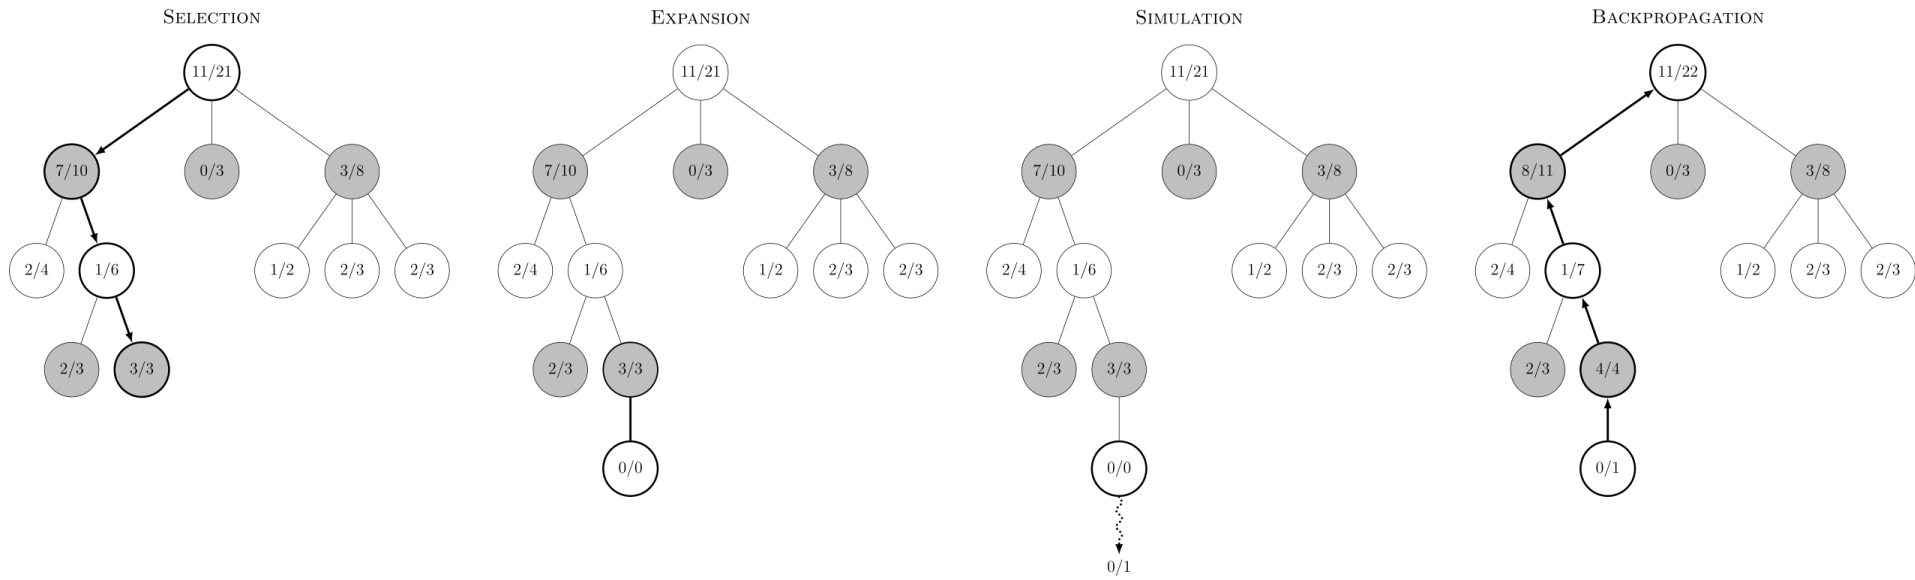 SELECTION EXPANSION SIMULATION BACKPROPAGATION
11/21 11/21 11/21 11/22
7/10 0/3 3/8 7/10 0/3 3/8 7/10 0/3 3/8 8/11 0/3 3/8
2/4 1/6 1/2 2/3 2/3 2/4 1/6 1/2 2/3 2/3 2/4 1/6 1/2 2/3 2/3 2/4 1/7 1/2 2/3 2/3
2/3 3/3 2/3 3/3 2/3 3/3 2/3 4/4
0/0 0/0 0/1
0/1